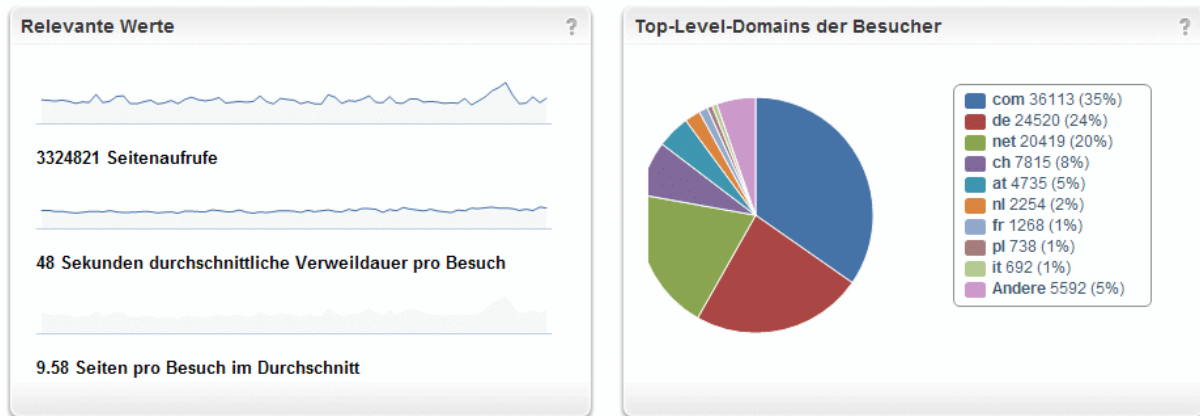 Relevante Werte ?
3324821 Seitenaufrufe
48 Sekunden durchschnittliche Verweildauer pro Besuch
9.58 Seiten pro Besuch im Durchschnitt
Top-Level-Domains der Besucher ?
com 36113 (35%)
de 24520 (24%)
net 20419 (20%)
ch 7815 (8%)
at 4735 (5%)
nl 2254 (2%)
fr 1268 (1%)
pl 738 (1%)
it 692 (1%)
Andere 5592 (5%)